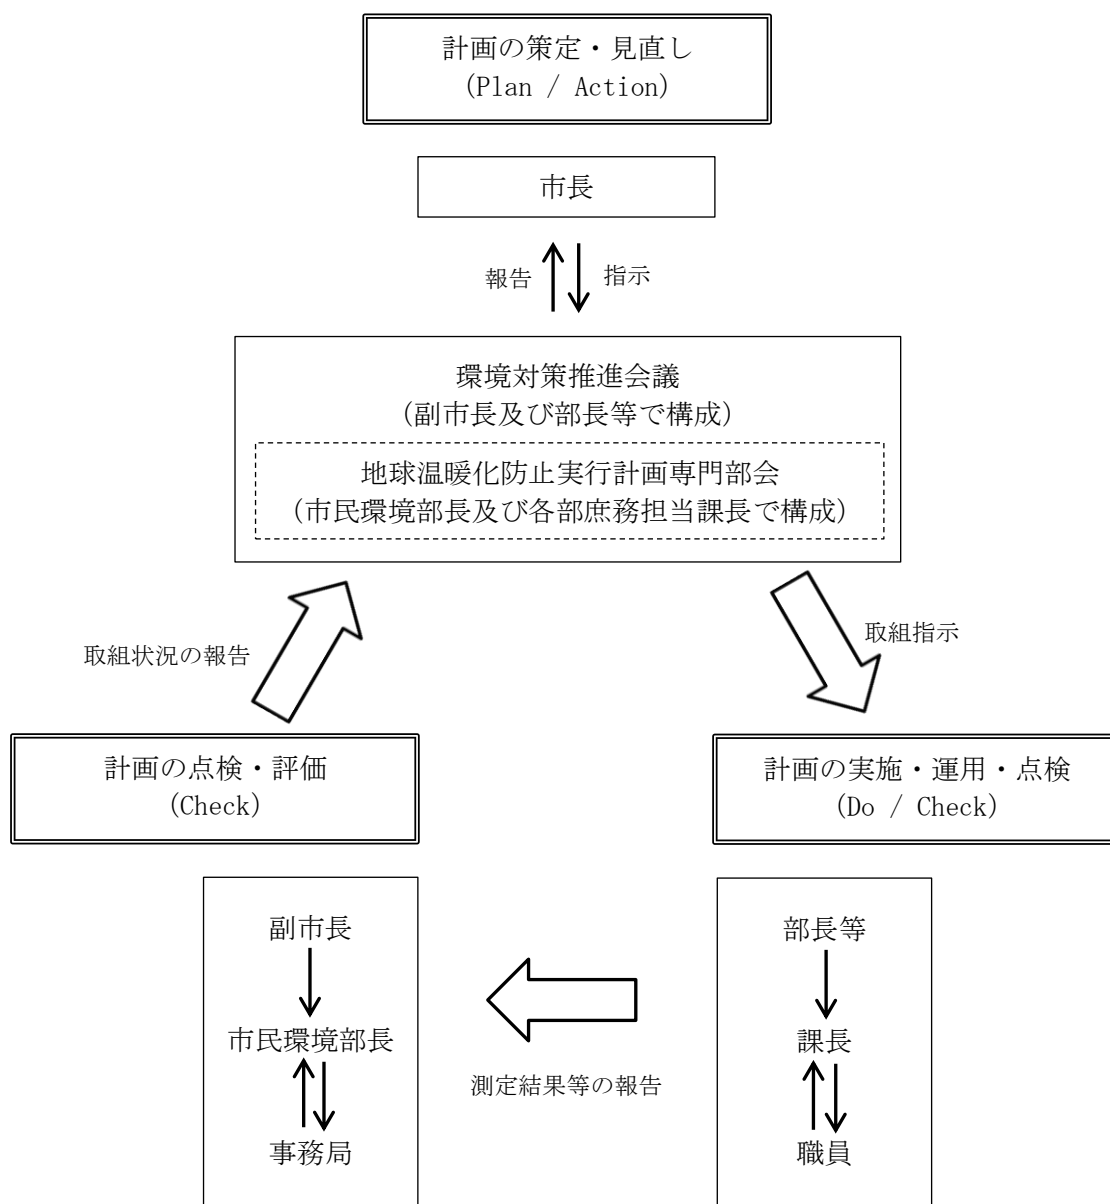 計画の策定・見直し
(Plan / Action)
市長
報告
指示
環境対策推進会議
(副市長及び部長等で構成)
地球温暖化防止実行計画専門部会
(市民環境部長及び各部庶務担当課長で構成)
取組状況の報告
取組指示
計画の点検・評価
(Check)
計画の実施・運用・点検
(Do / Check)
副市長
市民環境部長
事務局
測定結果等の報告
部長等
課長
職員